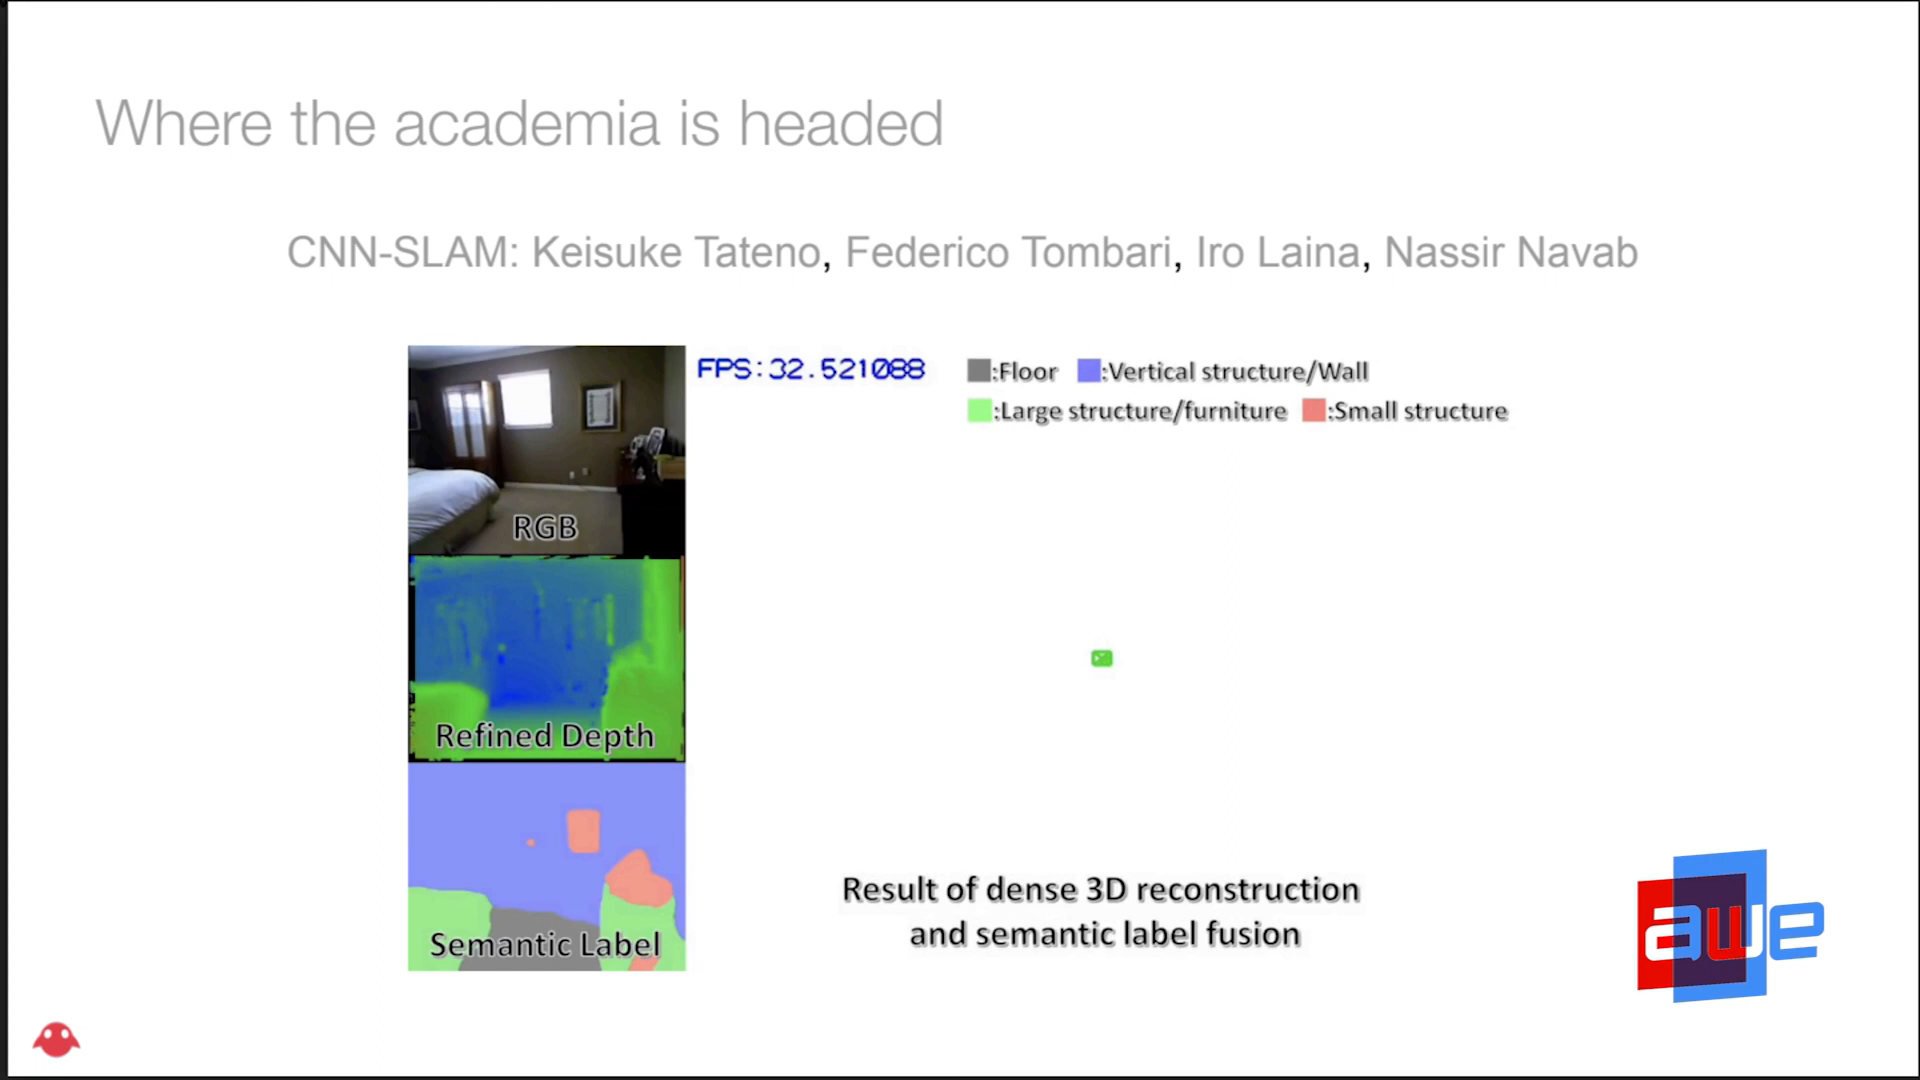 Where the academia is headed
CNN-SLAM: Keisuke Tateno, Federico Tombari, Iro Laina, Nassir Navab
FPS:32.521088
:Floor :Vertical structure/Wall
:Large structure/furniture :Small structure
RGB
Refined Depth
Semantic Label
Result of dense 3D reconstruction
and semantic label fusion
awe